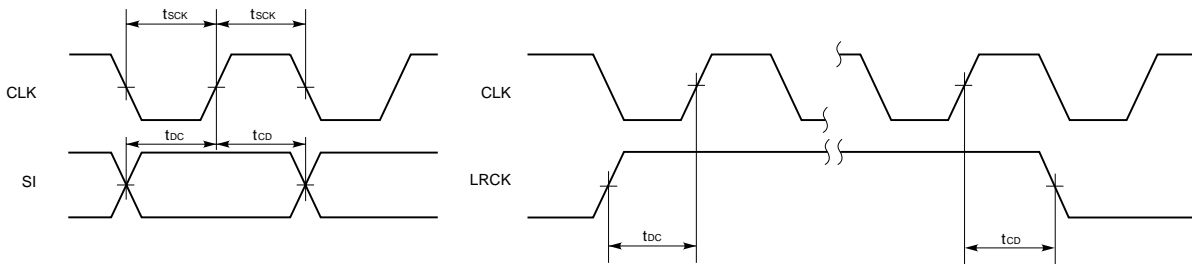 tSCK tSCK
CLK
tDC tCD
SI
CLK
LRCK
tDC
tCD